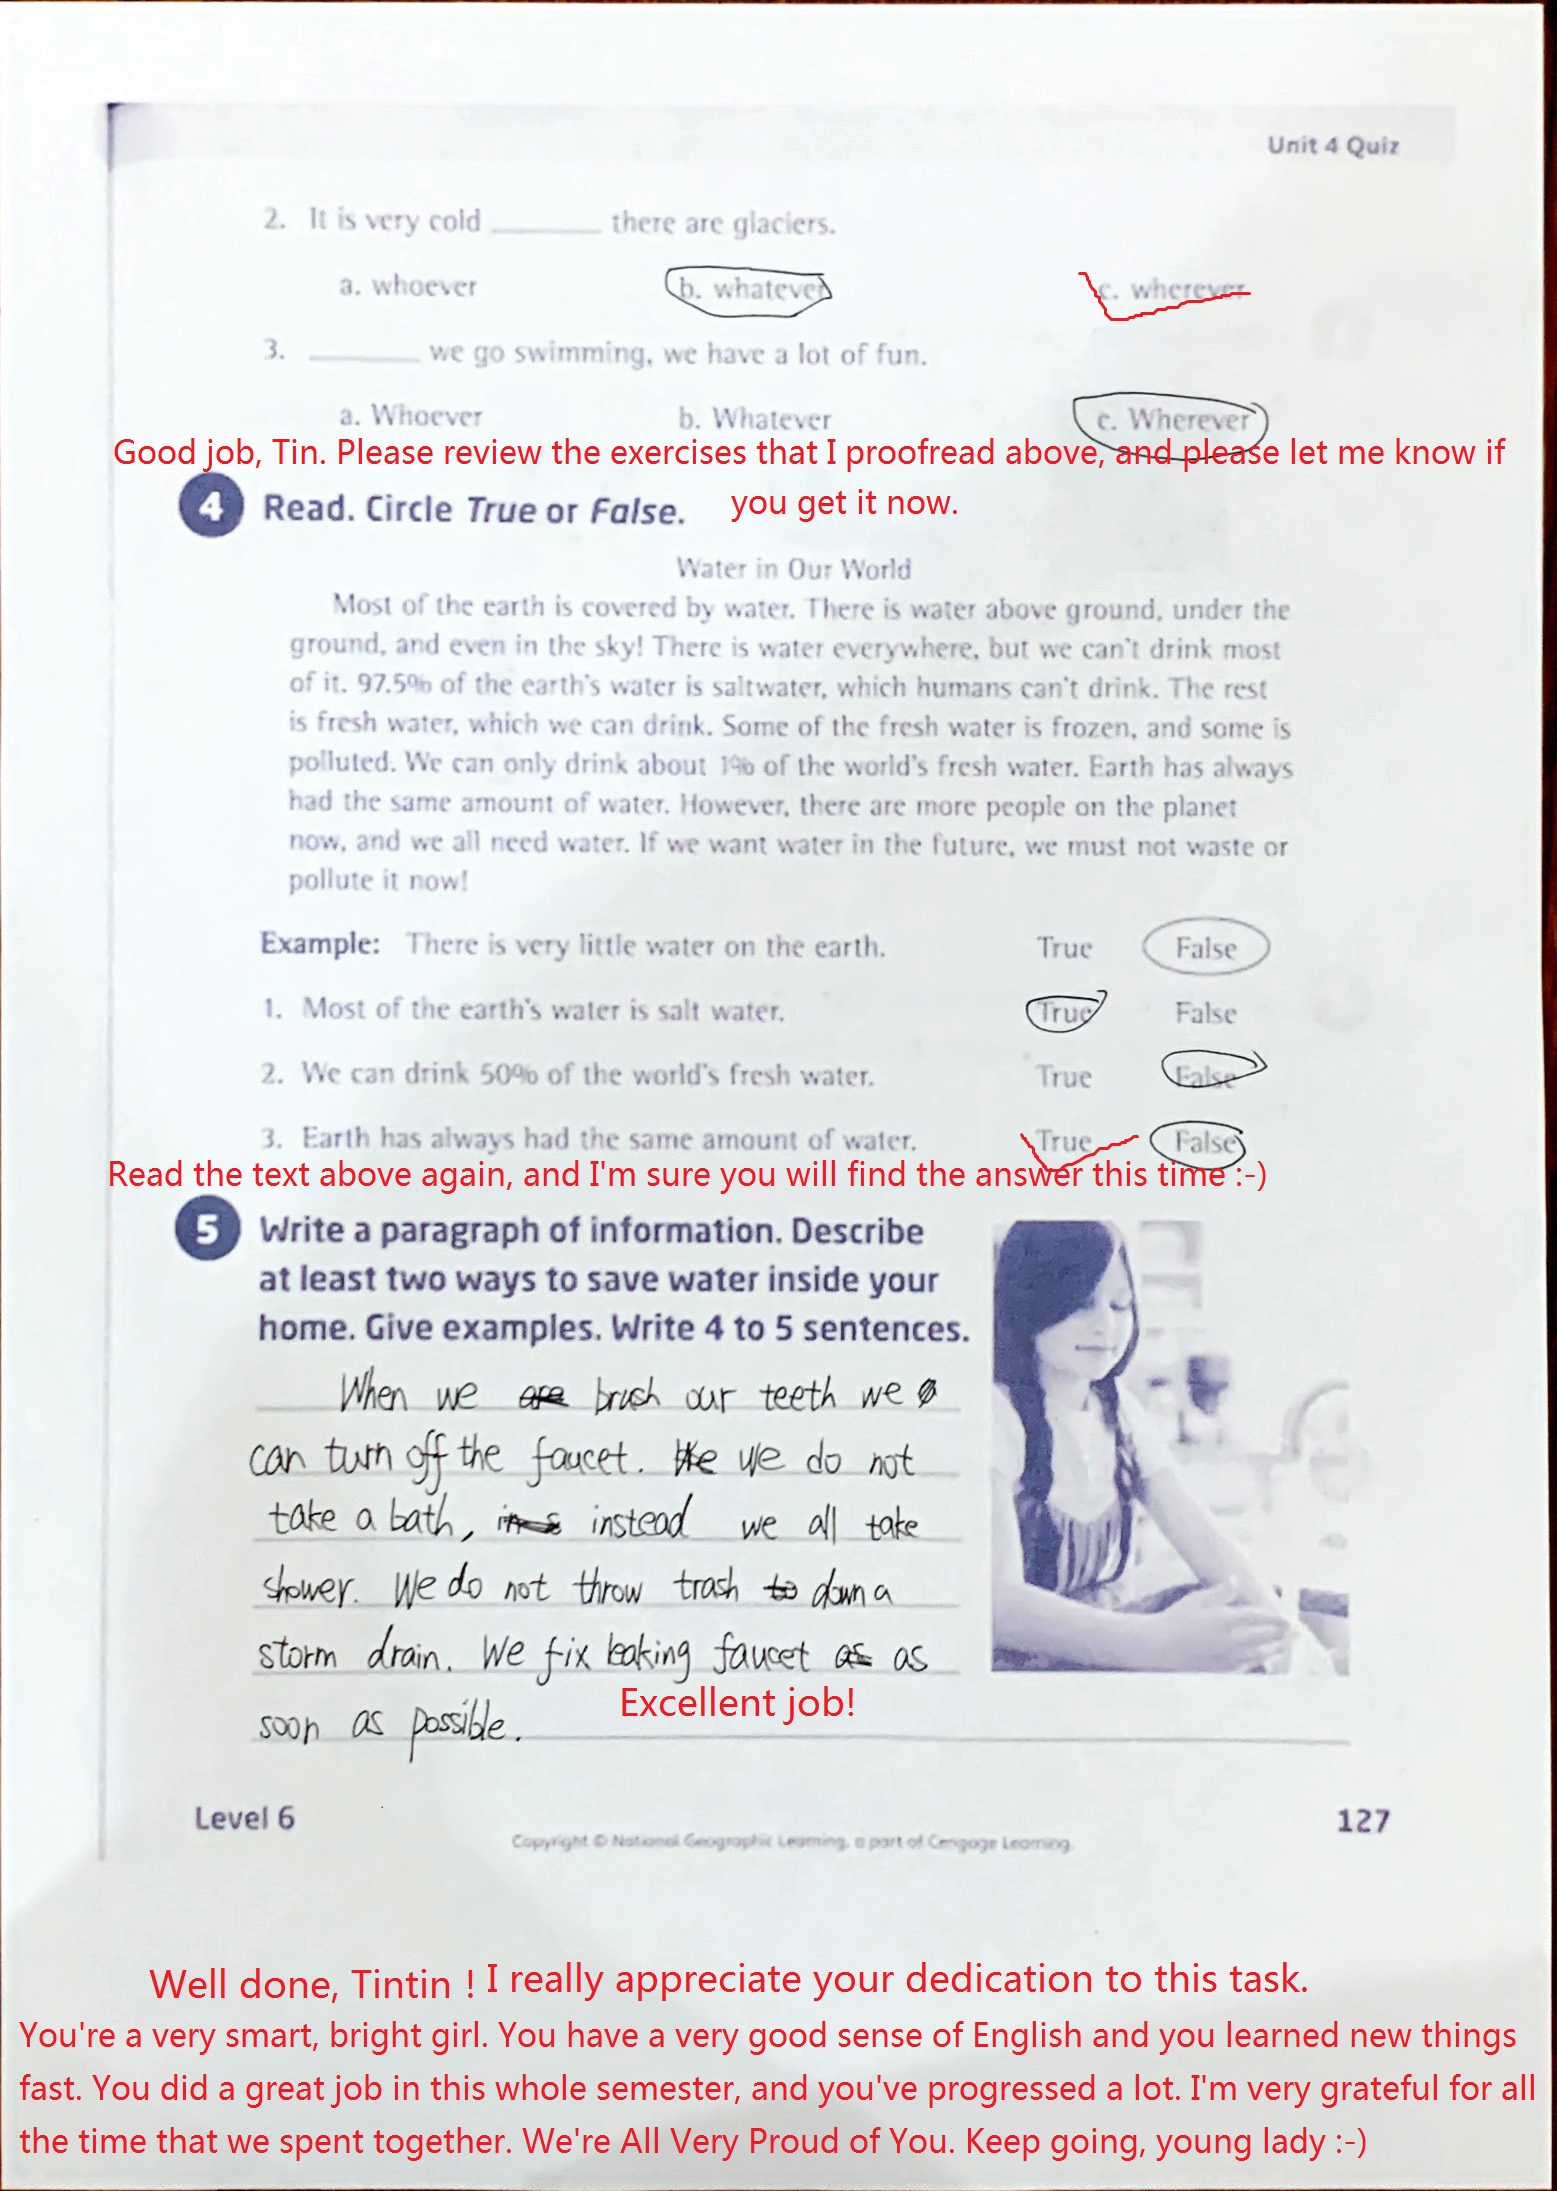 Unit 4 Quiz
2. It is very cold ________ there are glaciers.
a. whoever b. whatever c. wherever
3. ________ we go swimming, we have a lot of fun.
a. Whoever b. Whatever c. Wherever
Good job, Tin. Please review the exercises that I proofread above, and please let me know if
you get it now.
4 Read. Circle True or False.
Water in Our World
Most of the earth is covered by water. There is water above ground, under the
ground, and even in the sky! There is water everywhere, but we can't drink most
of it. 97.5% of the earth's water is saltwater, which humans can't drink. The rest
is fresh water, which we can drink. Some of the fresh water is frozen, and some is
polluted. We can only drink about 1% of the world's fresh water. Earth has always
had the same amount of water. However, there are more people on the planet
now, and we all need water. If we want water in the future, we must not waste or
pollute it now!
Example: There is very little water on the earth. True False
1. Most of the earth's water is salt water. True False
2. We can drink 50% of the world's fresh water. True False
3. Earth has always had the same amount of water. True False
Read the text above again, and I'm sure you will find the answer this time :-)
5 Write a paragraph of information. Describe
at least two ways to save water inside your
home. Give examples. Write 4 to 5 sentences.
When we are brush our teeth we
can turn off the faucet. We do not
take a bath, instead we all take
shower. We do not throw trash to down a
storm drain. We fix leaking faucet as as
soon as possible.
Excellent job!
Level 6
127
Copyright © National Geographic Learning, a part of Cengage Learning.
Well done, Tintin ! I really appreciate your dedication to this task.
You're a very smart, bright girl. You have a very good sense of English and you learned new things
fast. You did a great job in this whole semester, and you've progressed a lot. I'm very grateful for all
the time that we spent together. We're All Very Proud of You. Keep going, young lady :-)